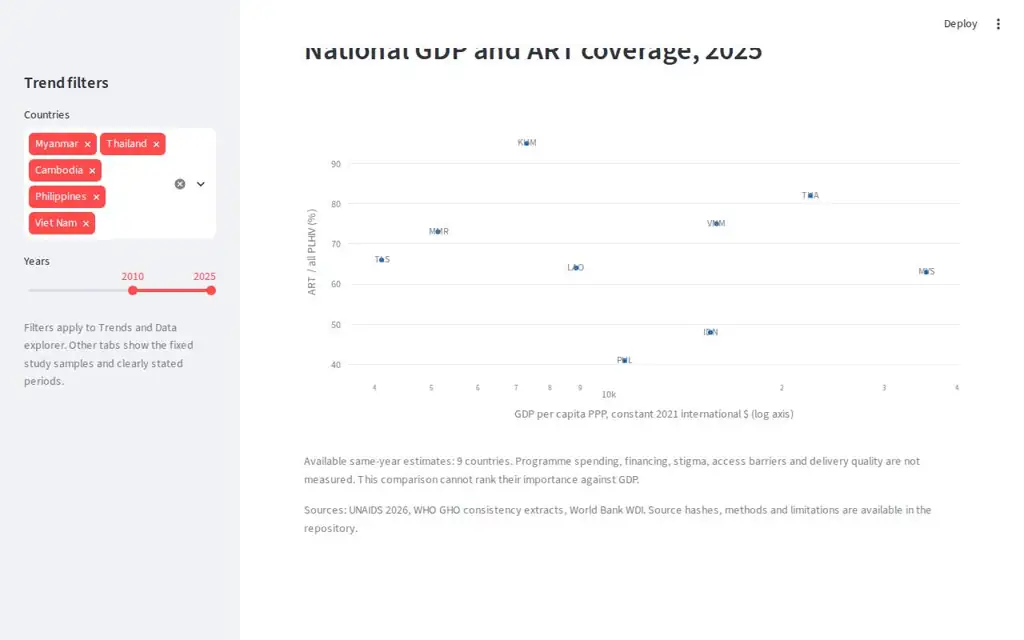 Deploy
National GDP and ART coverage, 2025
Trend filters
Countries
Myanmar × Thailand ×
Cambodia ×
Philippines ×
Viet Nam ×
Years
2010 2025
Filters apply to Trends and Data
explorer. Other tabs show the fixed
study samples and clearly stated
periods.
ART / all PLHIV (%)
90
80
70
60
50
40
KHM
THA
VNM
MMR
TLS
LAO
MYS
IDN
PHL
4 5 6 7 8 9 10k 2 3 4
GDP per capita PPP, constant 2021 international $ (log axis)
Available same-year estimates: 9 countries. Programme spending, financing, stigma, access barriers and delivery quality are not
measured. This comparison cannot rank their importance against GDP.
Sources: UNAIDS 2026, WHO GHO consistency extracts, World Bank WDI. Source hashes, methods and limitations are available in the
repository.